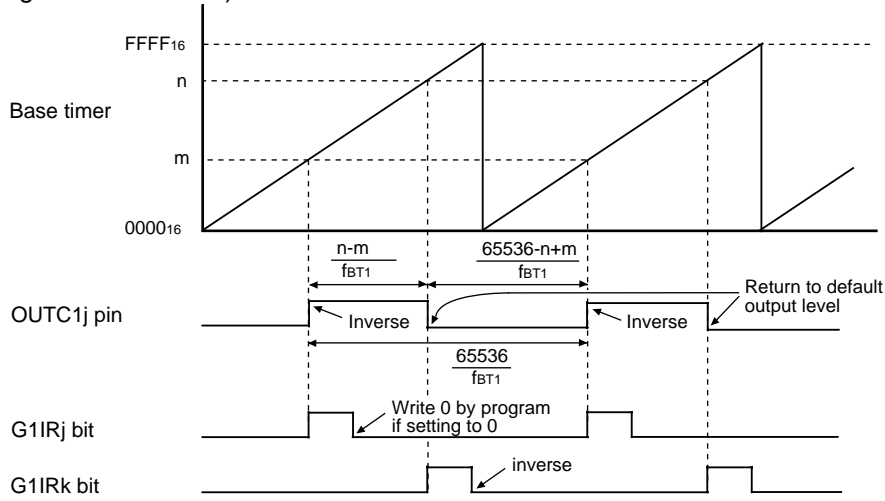 FFFF16
n
Base timer
m
000016
n-m
fBT1
65536-n+m
fBT1
Return to default
output level
OUTC1j pin
Inverse
Inverse
65536
fBT1
Write 0 by program
if setting to 0
G1IRj bit
inverse
G1IRk bit